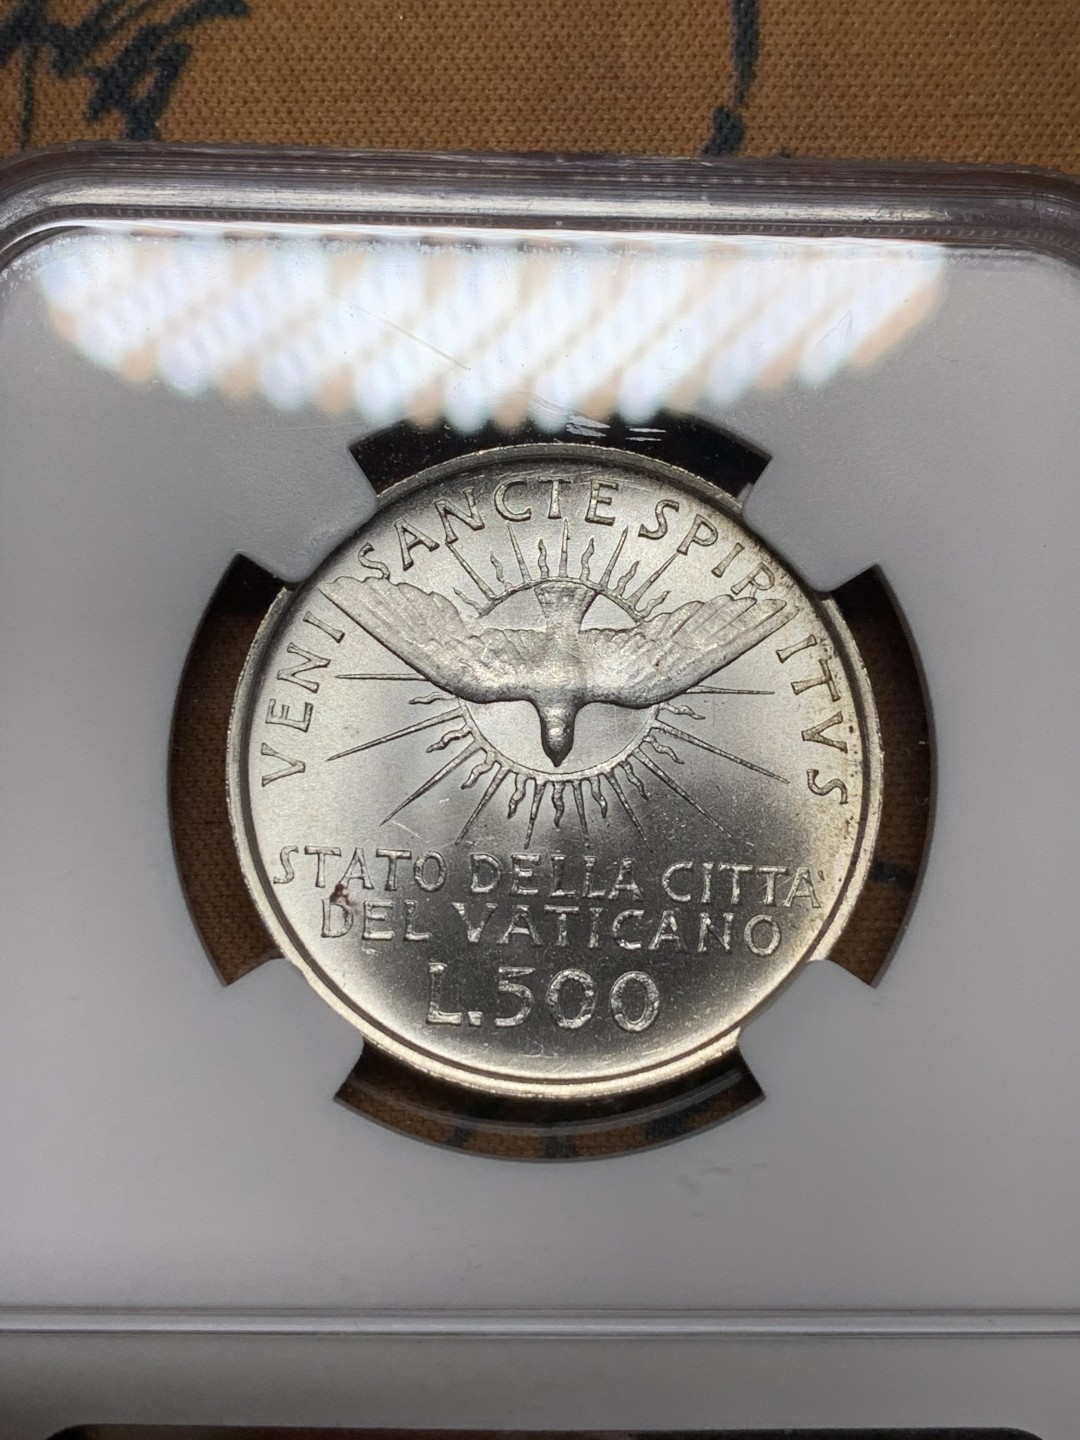 VENI SANCTE SPIRITVS
STATO DELLA CITTA'
DEL VATICANO
L.500